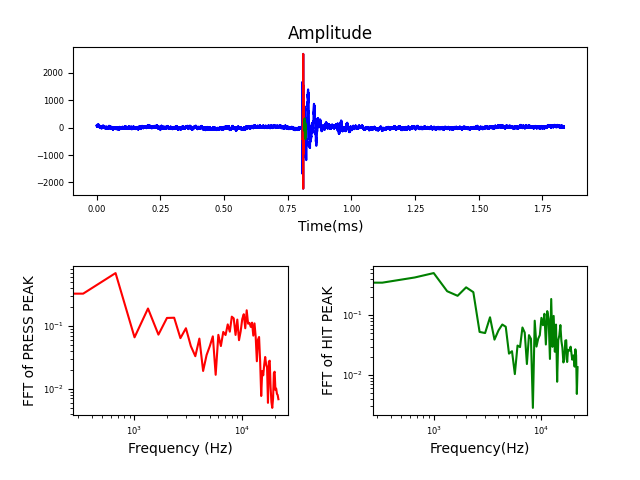 Amplitude
2000
1000
0
−1000
−2000
0.00 0.25 0.50 0.75 1.00 1.25 1.50 1.75
Time(ms)
FFT of PRESS PEAK
10⁻¹
10⁻²
10³ 10⁴
Frequency (Hz)
FFT of HIT PEAK
10⁻¹
10⁻²
10³ 10⁴
Frequency(Hz)